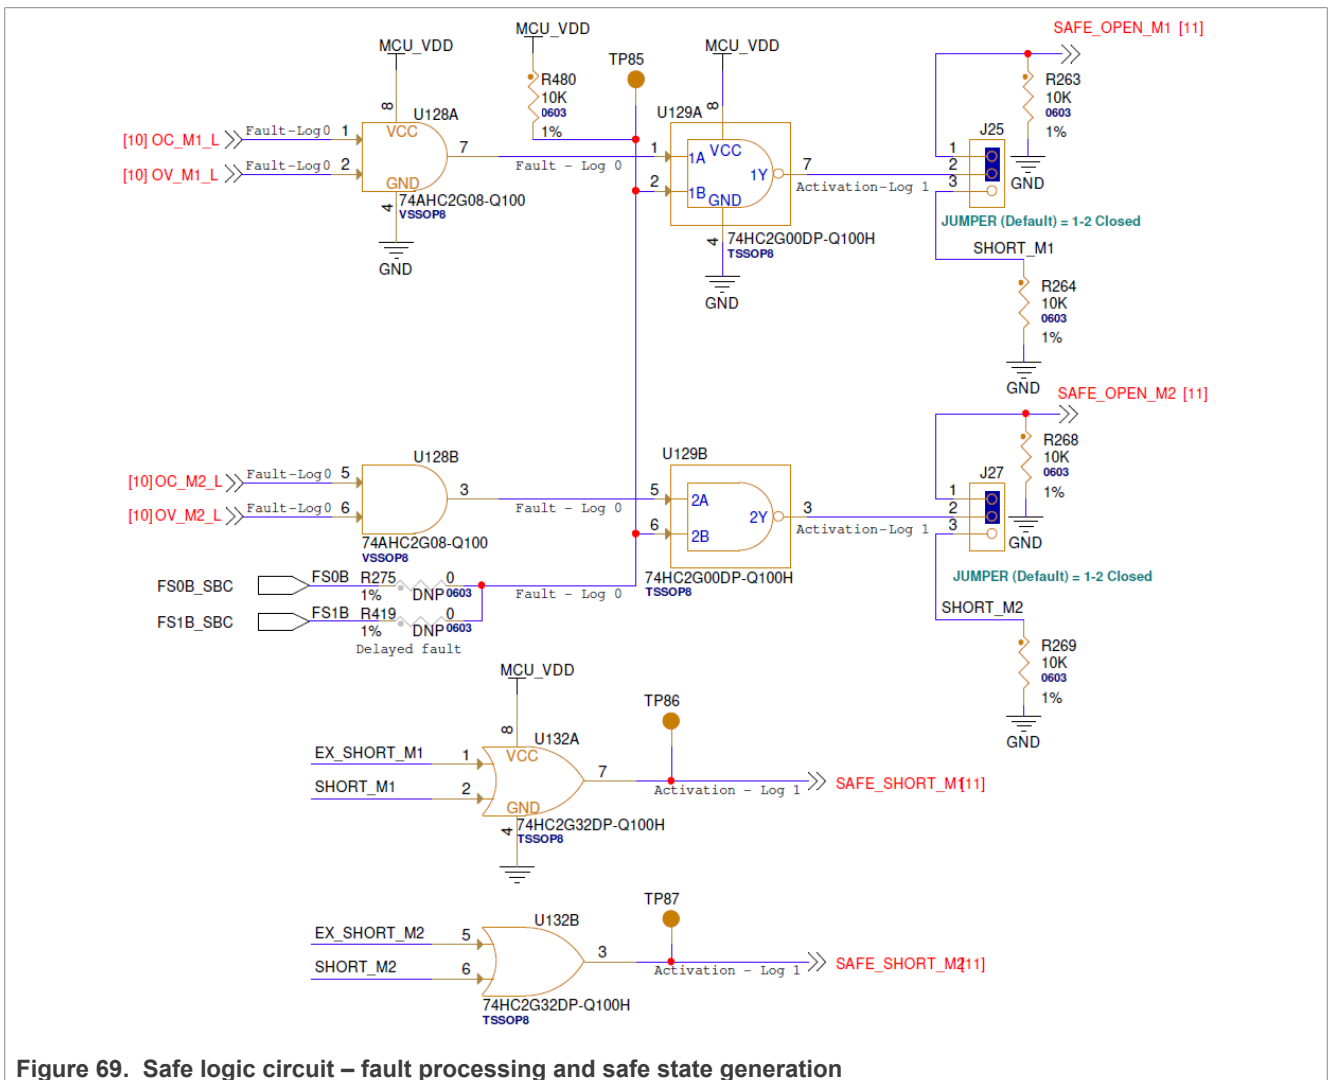 SAFE_OPEN_M1 [11]
MCU_VDD
MCU_VDD
MCU_VDD
TP85
R480
10K
0603
1%
R263
10K
0603
1%
8
U128A
VCC
GND
4
74AHC2G08-Q100
VSSOP8
GND
[10] OC_M1_L
Fault-Log0
1
[10] OV_M1_L
Fault-Log0
2
7
Fault - Log 0
U129A
8
1
1A
VCC
2
1B
GND
1Y
7
4
74HC2G00DP-Q100H
TSSOP8
GND
Activation-Log 1
J25
1
2
3
GND
JUMPER (Default) = 1-2 Closed
SHORT_M1
R264
10K
0603
1%
GND
SAFE_OPEN_M2 [11]
R268
10K
0603
1%
[10]OC_M2_L
Fault-Log0
5
[10]OV_M2_L
Fault-Log0
6
U128B
3
74AHC2G08-Q100
VSSOP8
Fault - Log 0
U129B
5
2A
6
2B
2Y
3
74HC2G00DP-Q100H
TSSOP8
Activation-Log 1
J27
1
2
3
GND
JUMPER (Default) = 1-2 Closed
FS0B_SBC
FS0B
R275
0
1%
DNP
0603
Fault - Log 0
FS1B_SBC
FS1B
R419
0
1%
DNP
0603
Delayed fault
SHORT_M2
R269
10K
0603
1%
GND
MCU_VDD
8
U132A
VCC
GND
4
74HC2G32DP-Q100H
TSSOP8
EX_SHORT_M1
1
SHORT_M1
2
7
TP86
Activation - Log 1
SAFE_SHORT_M1[11]
TP87
U132B
EX_SHORT_M2
5
SHORT_M2
6
3
74HC2G32DP-Q100H
TSSOP8
Activation - Log 1
SAFE_SHORT_M2[11]
Figure 69. Safe logic circuit – fault processing and safe state generation